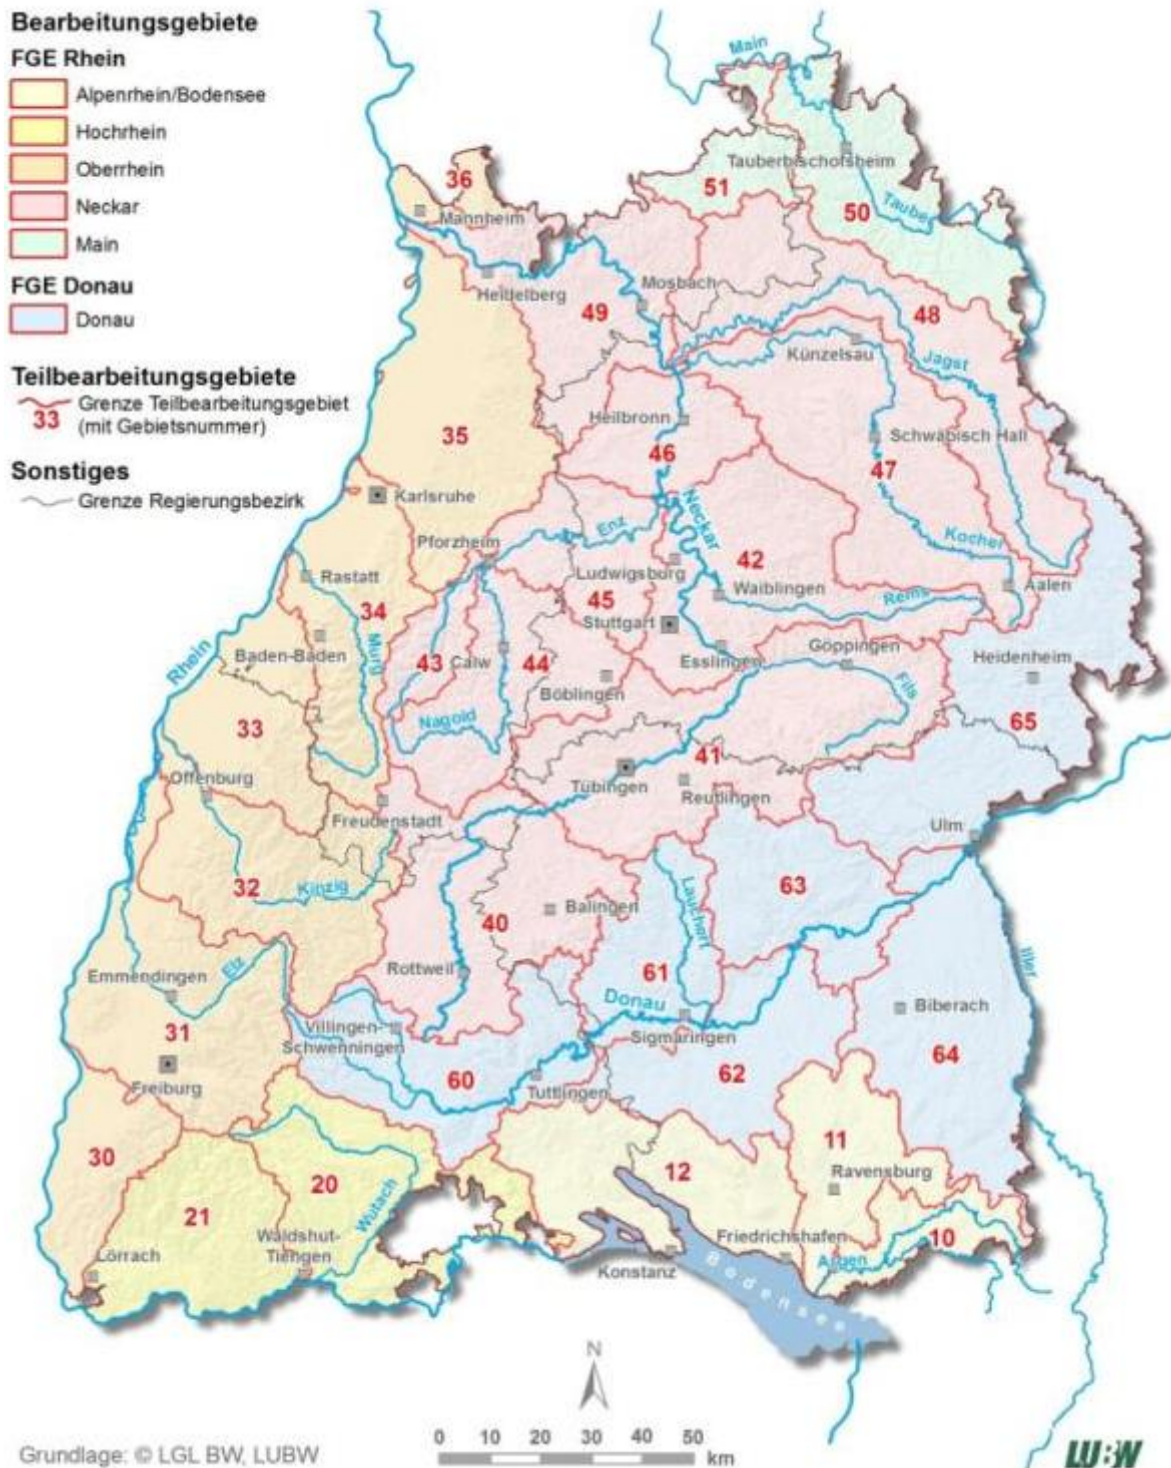 Bearbeitungsgebiete
FGE Rhein
Alpenrhein/Bodensee
Hochrhein
Oberrhein
Neckar
Main
FGE Donau
Donau
Teilbearbeitungsgebiete
33 Grenze Teilbearbeitungsgebiet
(mit Gebietsnummer)
Sonstiges
Grenze Regierungsbezirk
Main
Tauberbischofsheim
51
36
Tauber
50
Mannheim
Mosbach
Heidelberg
49
48
Künzelsau
Jagst
Heilbronn
35
Schwäbisch Hall
46
47
Karlsruhe
Neckar
Enz
Kocher
Pforzheim
42
Ludwigsburg
Rastatt
Waiblingen
Aalen
45
Rems
34
Stuttgart
Murg
Göppingen
Rhein
Baden-Baden
43
Calw
44
Esslingen
Heidenheim
Böblingen
Fils
33
Nagold
65
41
Offenburg
Tübingen
Reutlingen
Freudenstadt
Ulm
32
Kinzig
63
Lauchert
Balingen
40
Elz
Rottweil
61
Iller
Emmendingen
Donau
Biberach
31
Villingen-
Schwenningen
Sigmaringen
64
Freiburg
60
62
Tuttlingen
11
30
12
Ravensburg
20
Wutach
21
Waldshut-
Tiengen
Friedrichshafen
10
Lörrach
Argen
Konstanz
Bodensee
N
0 10 20 30 40 50
km
Grundlage: © LGL BW, LUBW
LUBW